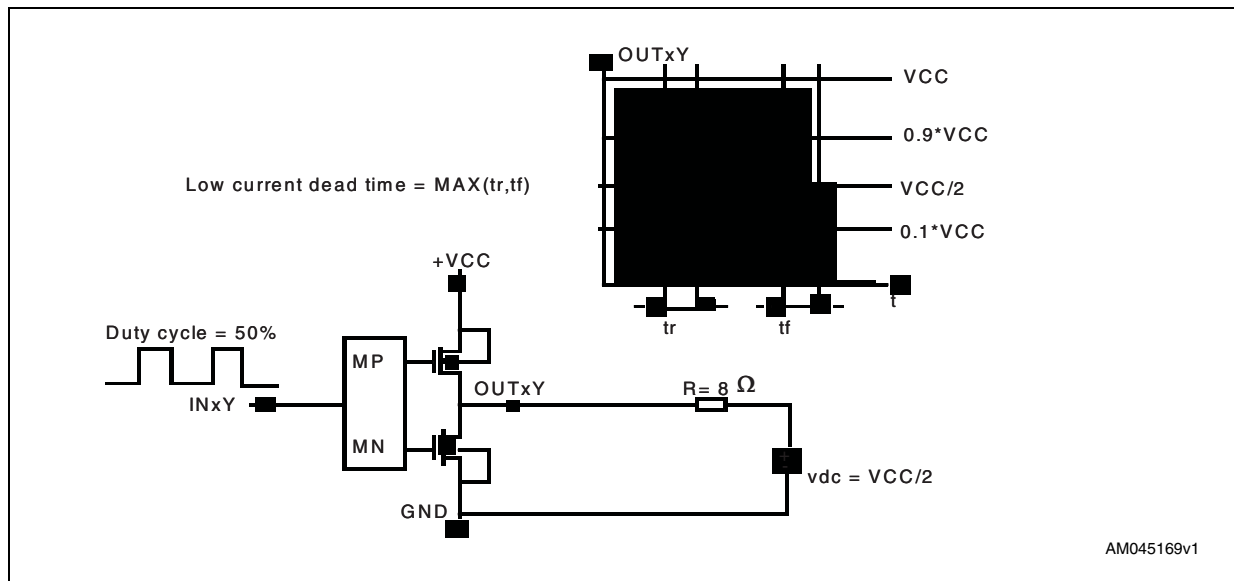 OUTxY
VCC
0.9*VCC
Low current dead time = MAX(tr,tf)
VCC/2
0.1*VCC
+VCC
t
tr
tf
Duty cycle = 50%
MP
OUTxY
R= 8 Ω
INxY
MN
+
-
vdc = VCC/2
GND
AM045169v1